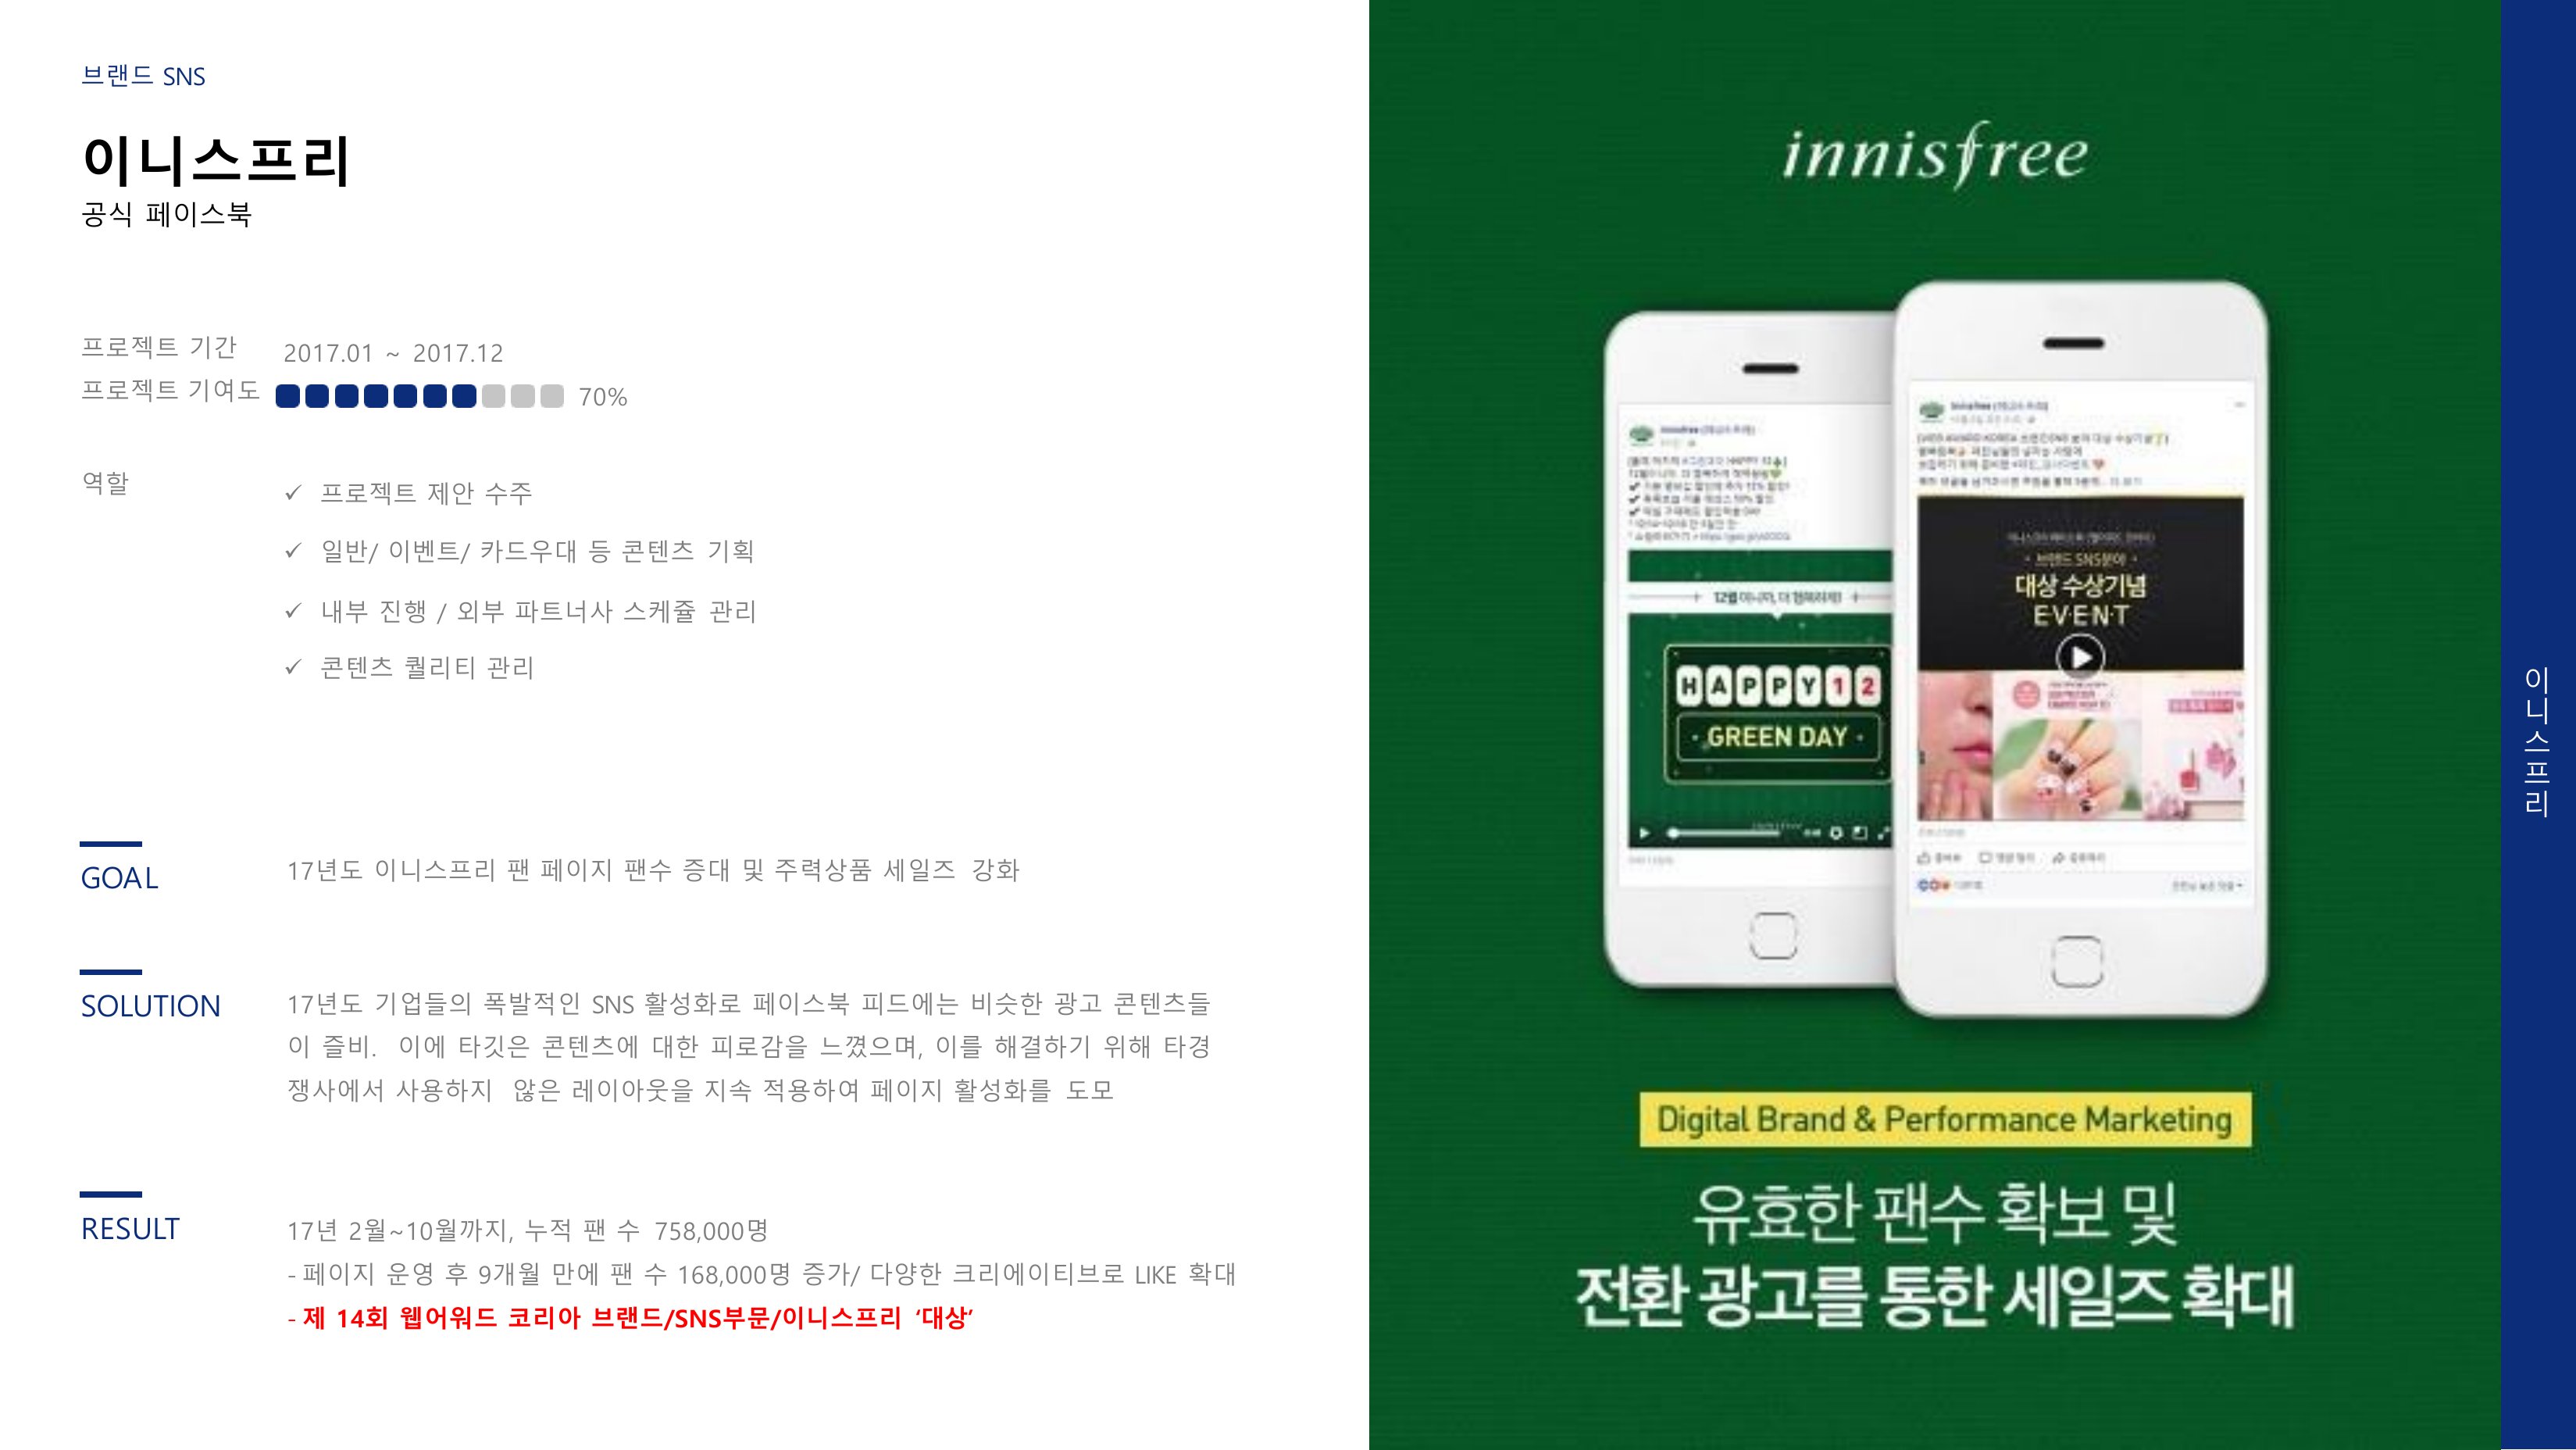 브랜드 SNS
이니스프리
공식 페이스북
프로젝트 기간 2017.01 ~ 2017.12
프로젝트 기여도 70%
역할
✓ 프로젝트 제안 수주
✓ 일반/ 이벤트/ 카드우대 등 콘텐츠 기획
✓ 내부 진행 / 외부 파트너사 스케쥴 관리
✓ 콘텐츠 퀄리티 관리
GOAL
17년도 이니스프리 팬 페이지 팬수 증대 및 주력상품 세일즈 강화
SOLUTION
17년도 기업들의 폭발적인 SNS 활성화로 페이스북 피드에는 비슷한 광고 콘텐츠들
이 즐비. 이에 타깃은 콘텐츠에 대한 피로감을 느꼈으며, 이를 해결하기 위해 타경
쟁사에서 사용하지 않은 레이아웃을 지속 적용하여 페이지 활성화를 도모
RESULT
17년 2월~10월까지, 누적 팬 수 758,000명
- 페이지 운영 후 9개월 만에 팬 수 168,000명 증가/ 다양한 크리에이티브로 LIKE 확대
- 제 14회 웹어워드 코리아 브랜드/SNS부문/이니스프리 ‘대상’
innisfree
12월이니까, 더 행복하게!
HAPPY12
· GREEN DAY ·
· 브랜드 SNS분야 ·
대상 수상기념
EVENT
Digital Brand & Performance Marketing
유효한 팬수 확보 및
전환 광고를 통한 세일즈 확대
이니스프리